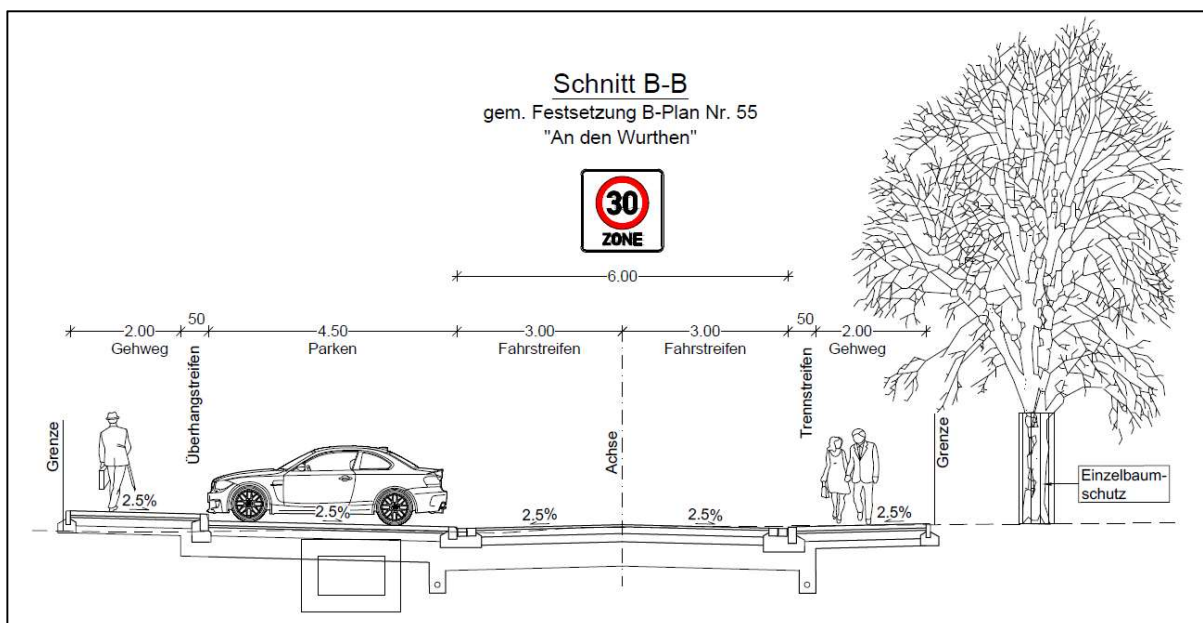 Schnitt B-B
gem. Festsetzung B-Plan Nr. 55
"An den Wurthen"
30
ZONE
6.00
2.00
50
4.50
3.00
3.00
50
2.00
Gehweg
Überhangstreifen
Parken
Fahrstreifen
Fahrstreifen
Trennstreifen
Gehweg
Grenze
Achse
Grenze
Einzelbaum-
schutz
2.5%
2.5%
2.5%
2.5%
2.5%